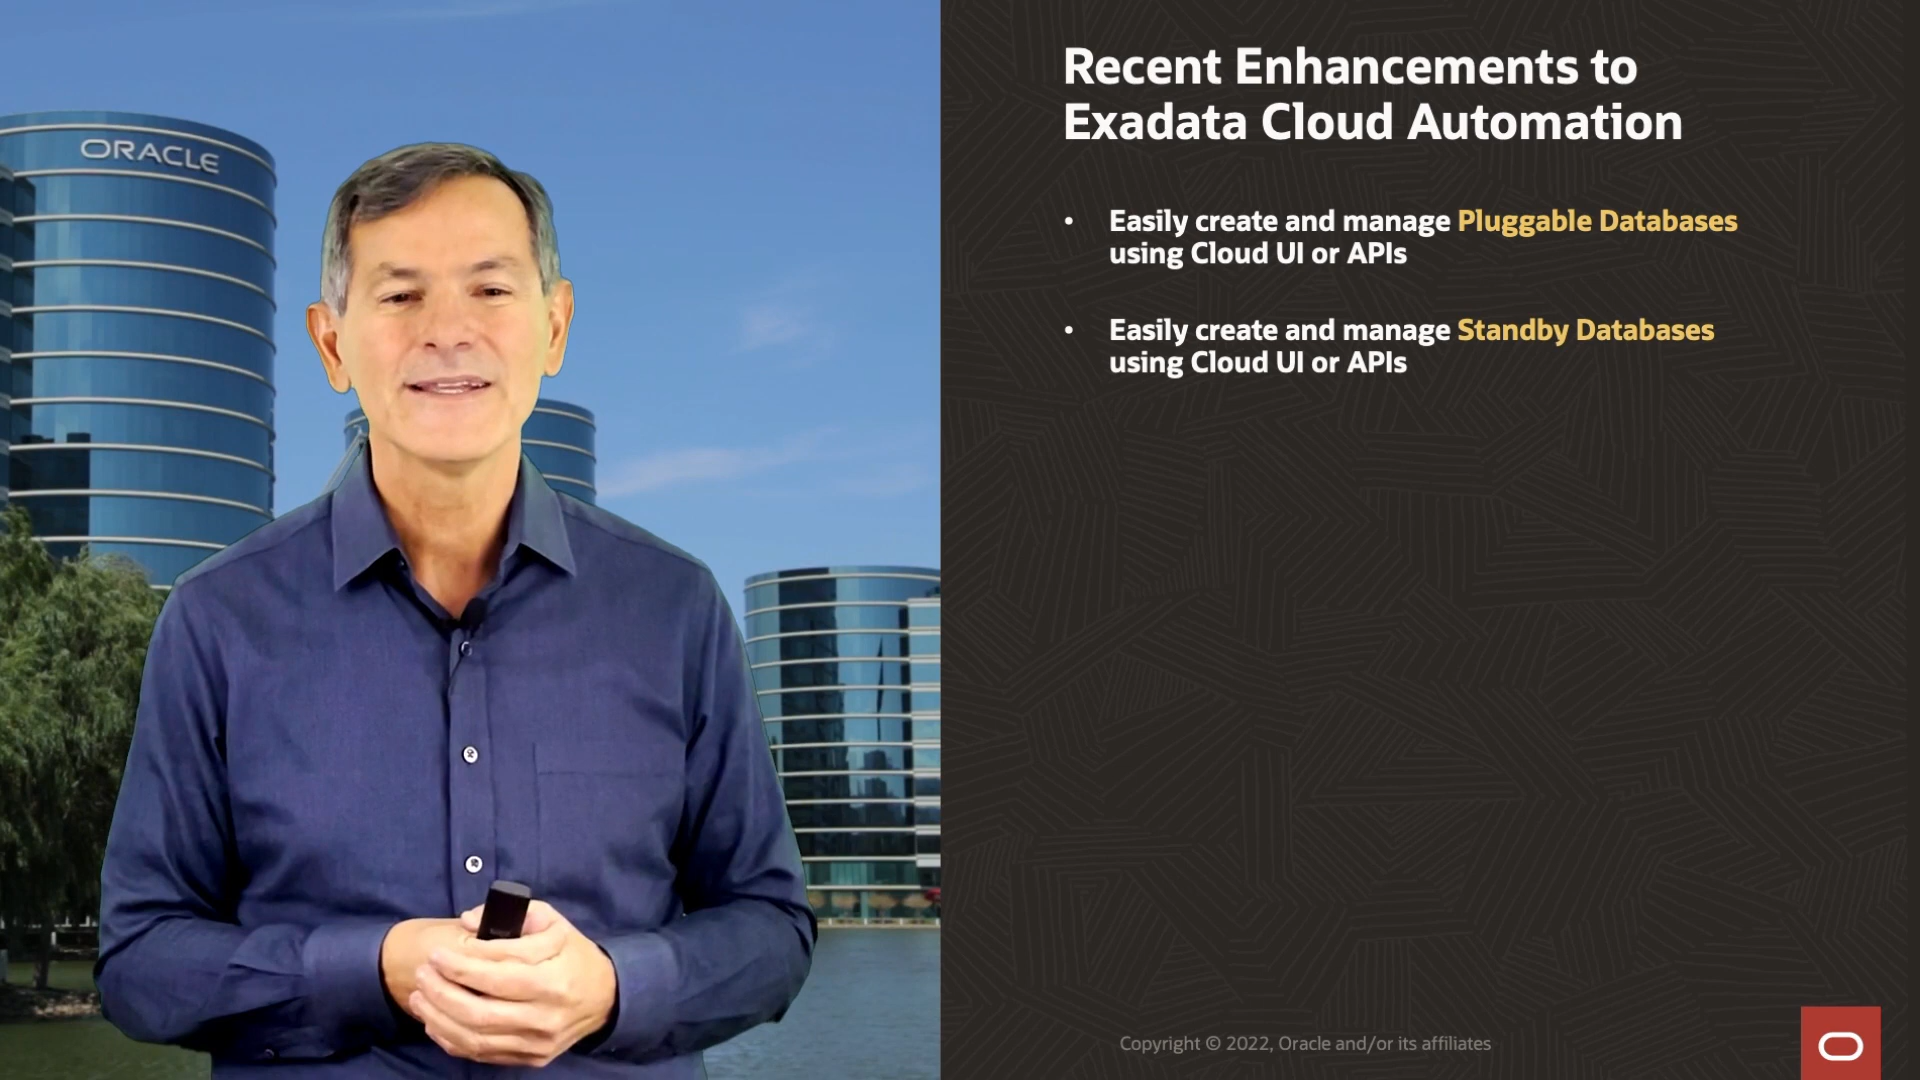 ORACLE
Recent Enhancements to
Exadata Cloud Automation
• Easily create and manage Pluggable Databases
using Cloud UI or APIs
• Easily create and manage Standby Databases
using Cloud UI or APIs
Copyright © 2022, Oracle and/or its affiliates